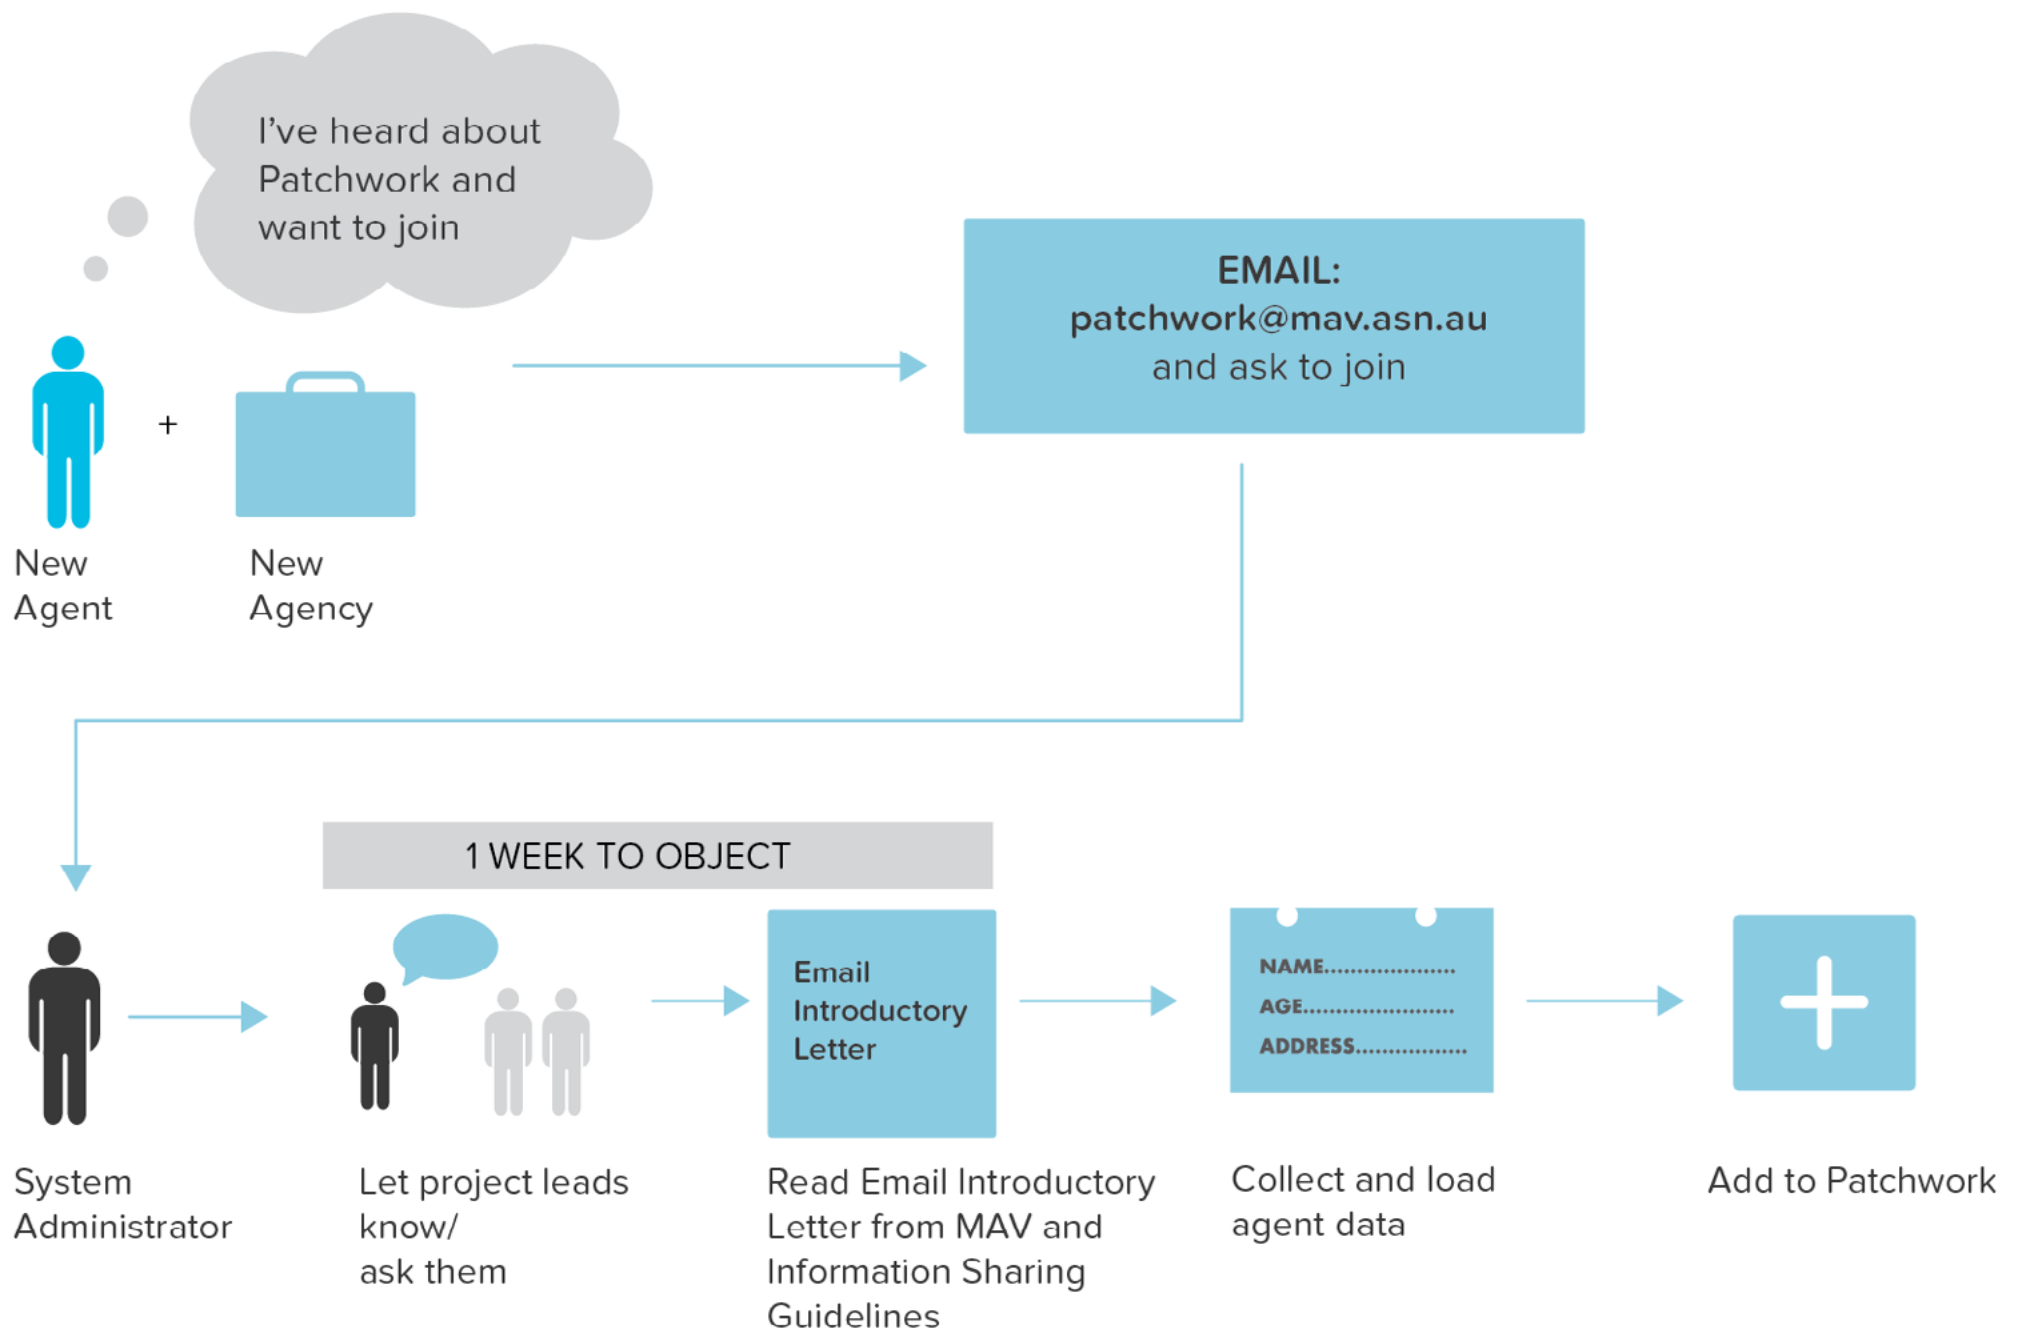 I've heard about
Patchwork and
want to join
EMAIL:
patchwork@mav.asn.au
and ask to join
+
New
Agent
New
Agency
1 WEEK TO OBJECT
Email
Introductory
Letter
NAME....................
AGE.......................
ADDRESS.................
System
Administrator
Let project leads
know/
ask them
Read Email Introductory
Letter from MAV and
Information Sharing
Guidelines
Collect and load
agent data
Add to Patchwork